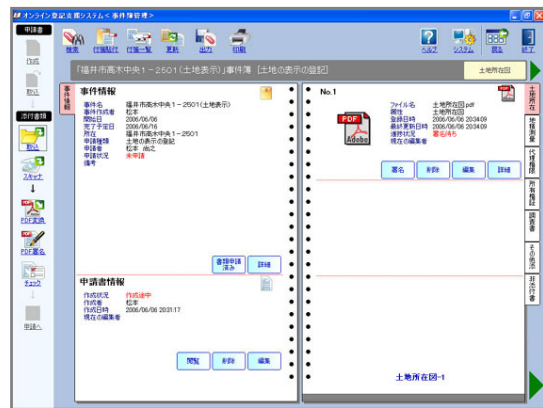 オンライン登記支援システム<事件簿管理>
申請書
作成
取込
添付書類
取込
スキャナ
PDF変換
PDF署名
チェック
申請へ
検索
付箋貼付
付箋一覧
更新
出力
印刷
ヘルプ
システム
戻る
終了
「福井市高木中央1-2501(土地表示)」事件簿 [土地の表示の登記]
土地所在図
事件情報
事件情報
事件名 福井市高木中央1-2501(土地表示)
事件作成者 松本
開始日 2006/06/06
完了予定日 2006/06/16
所在 福井市高木中央1-2501
申請種類 土地の表示の登記
申請者 松本 尚之
申請状況 未申請
備考
書類申請済み
詳細
申請書情報
作成状況 作成途中
作成者 松本
作成日時 2006/06/06 20:31:17
現在の編集者
閲覧
削除
編集
No.1
PDF
Adobe
ファイル名 土地所在図.pdf
属性 土地所在図
登録日時 2006/06/06 20:34:09
最終更新日時 2006/06/06 20:34:09
進捗状況 署名待ち
現在の編集者
署名
削除
編集
詳細
土地所在図-1
土地所在
地積測量
代理権限
所有権証
調査書
その他添
非添付書